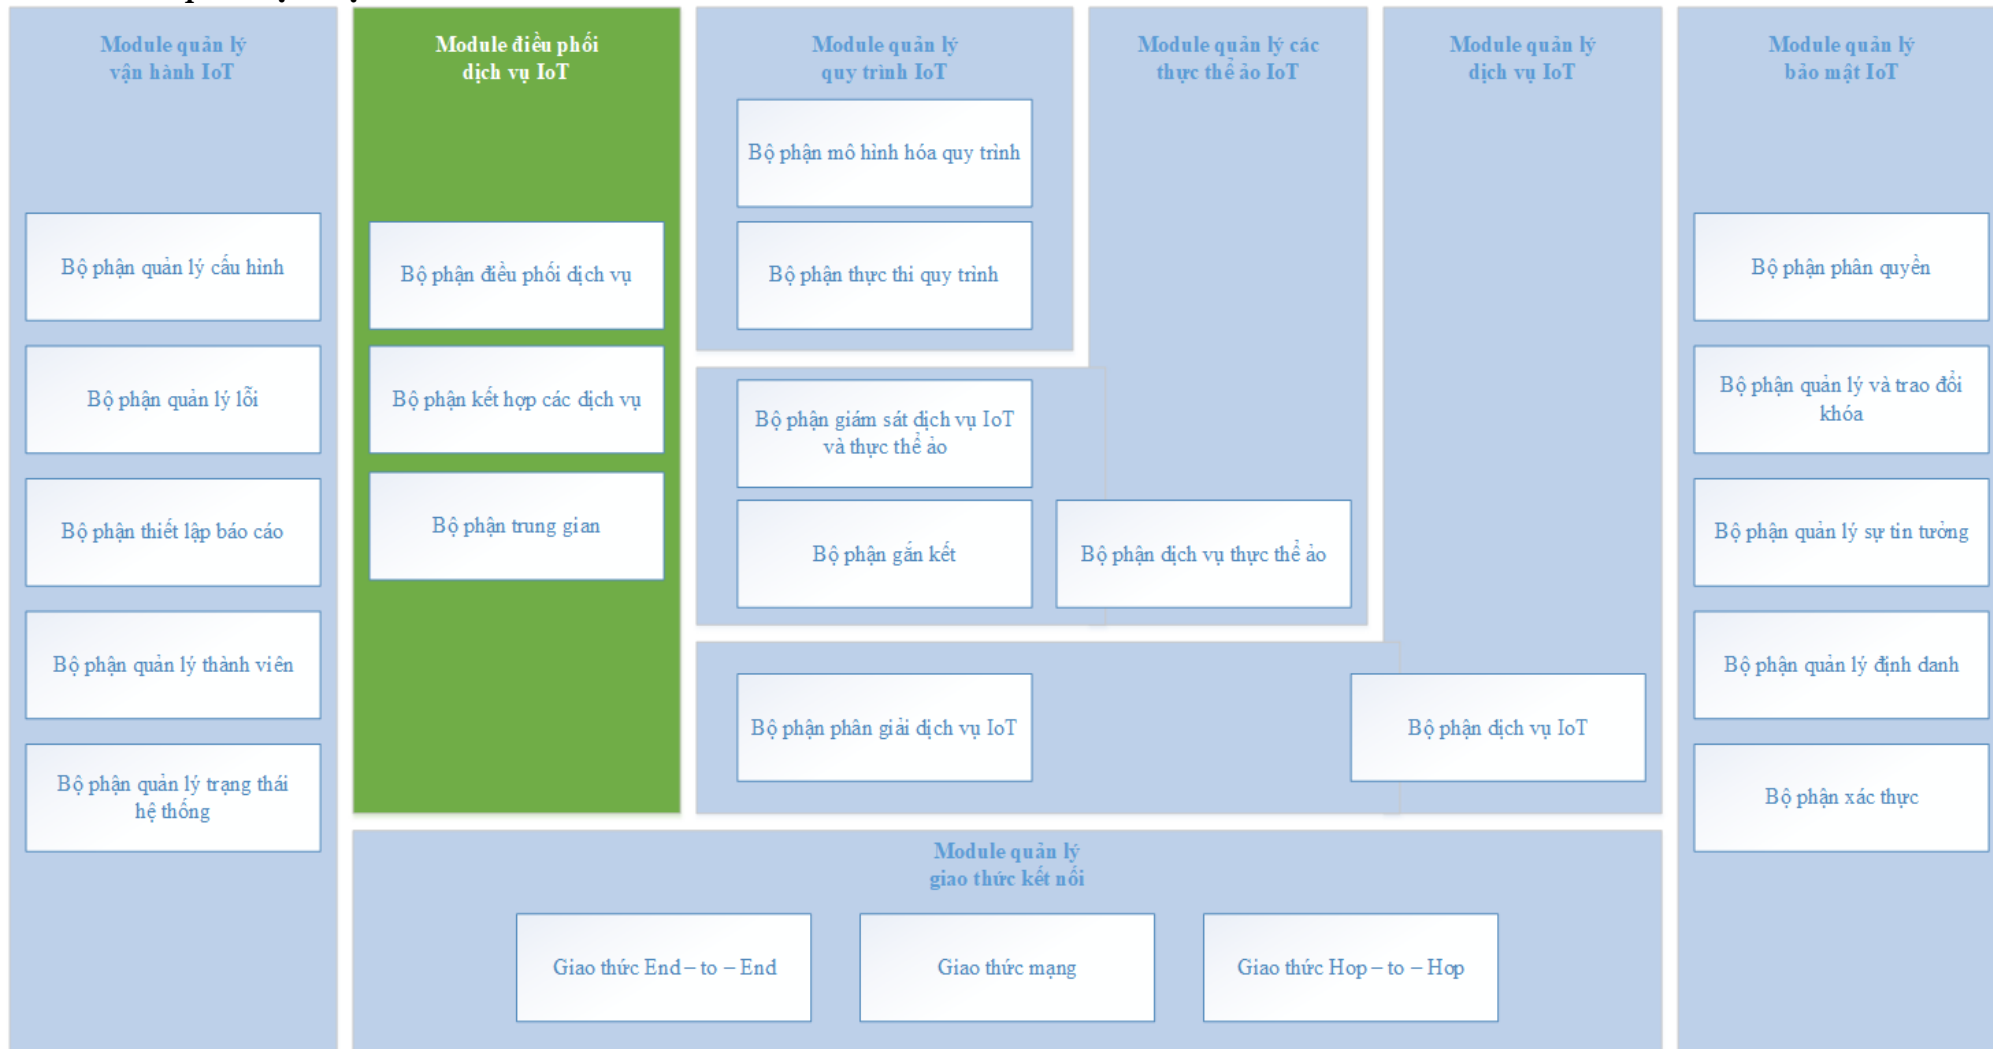 Module quản lý
vận hành IoT
Bộ phận quản lý cấu hình
Bộ phận quản lý lỗi
Bộ phận thiết lập báo cáo
Bộ phận quản lý thành viên
Bộ phận quản lý trạng thái
hệ thống
Module điều phối
dịch vụ IoT
Bộ phận điều phối dịch vụ
Bộ phận kết hợp các dịch vụ
Bộ phận trung gian
Module quản lý
quy trình IoT
Bộ phận mô hình hóa quy trình
Bộ phận thực thi quy trình
Module quản lý các
thực thể ảo IoT
Bộ phận giám sát dịch vụ IoT
và thực thể ảo
Bộ phận gắn kết
Bộ phận dịch vụ thực thể ảo
Module quản lý
dịch vụ IoT
Bộ phận phân giải dịch vụ IoT
Bộ phận dịch vụ IoT
Module quản lý
bảo mật IoT
Bộ phận phân quyền
Bộ phận quản lý và trao đổi
khóa
Bộ phận quản lý sự tin tưởng
Bộ phận quản lý định danh
Bộ phận xác thực
Module quản lý
giao thức kết nối
Giao thức End – to – End
Giao thức mạng
Giao thức Hop – to – Hop